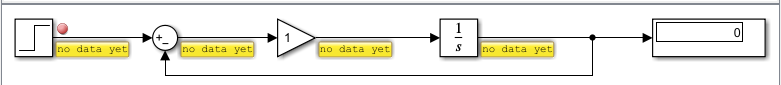 +
−
1
1
s
0
no data yet
no data yet
no data yet
no data yet